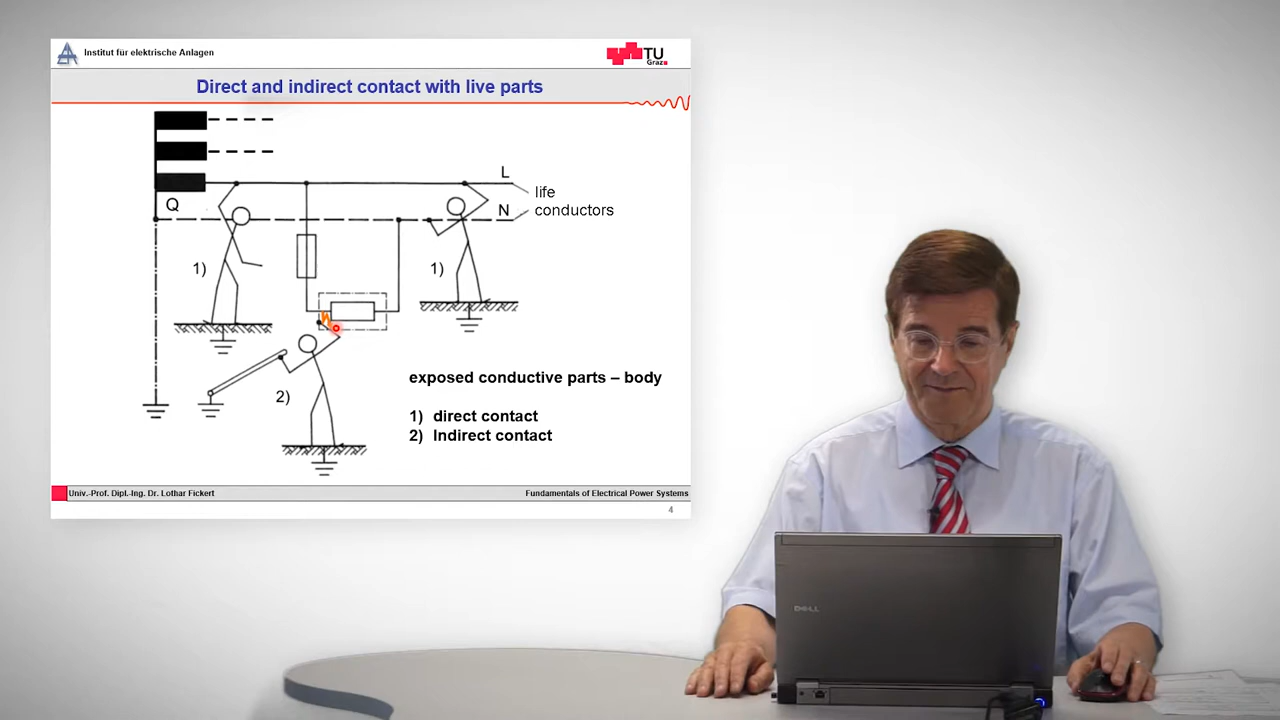 Institut für elektrische Anlagen
TU
Graz
Direct and indirect contact with live parts
L
life
Q
N
conductors
1)
1)
2)
exposed conductive parts – body
1) direct contact
2) Indirect contact
Univ.-Prof. Dipl.-Ing. Dr. Lothar Fickert
Fundamentals of Electrical Power Systems
4
DELL